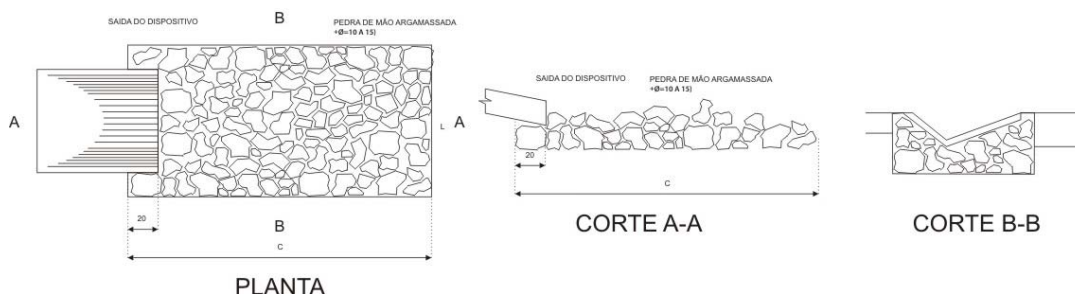 SAIDA DO DISPOSITIVO
B
PEDRA DE MÃO ARGAMASSADA
+Ø=10 A 15)
A
L
A
20
B
C
PLANTA
SAIDA DO DISPOSITIVO
PEDRA DE MÃO ARGAMASSADA
+Ø=10 A 15)
20
C
CORTE A-A
CORTE B-B